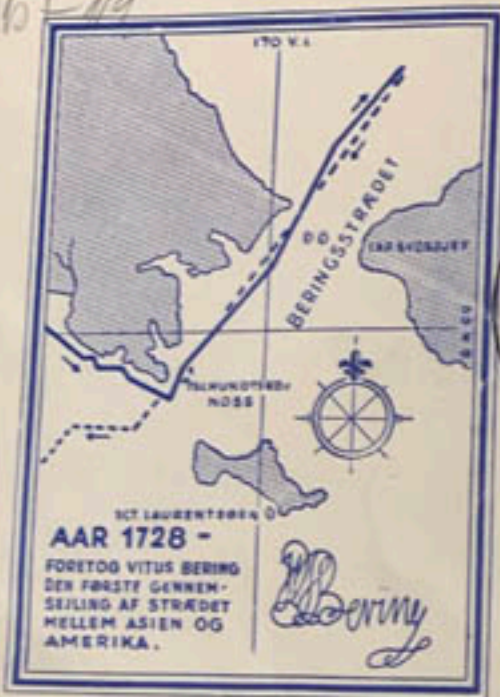 170 V.L
BERINGSSTRÆDET
NOSS
SCT LAURENTSØEN
AAR 1728 -
FORETOG VITUS BERING
DEN FØRSTE GENNEM-
SEJLING AF STRÆDET
MELLEM ASIEN OG
AMERIKA.
Bering